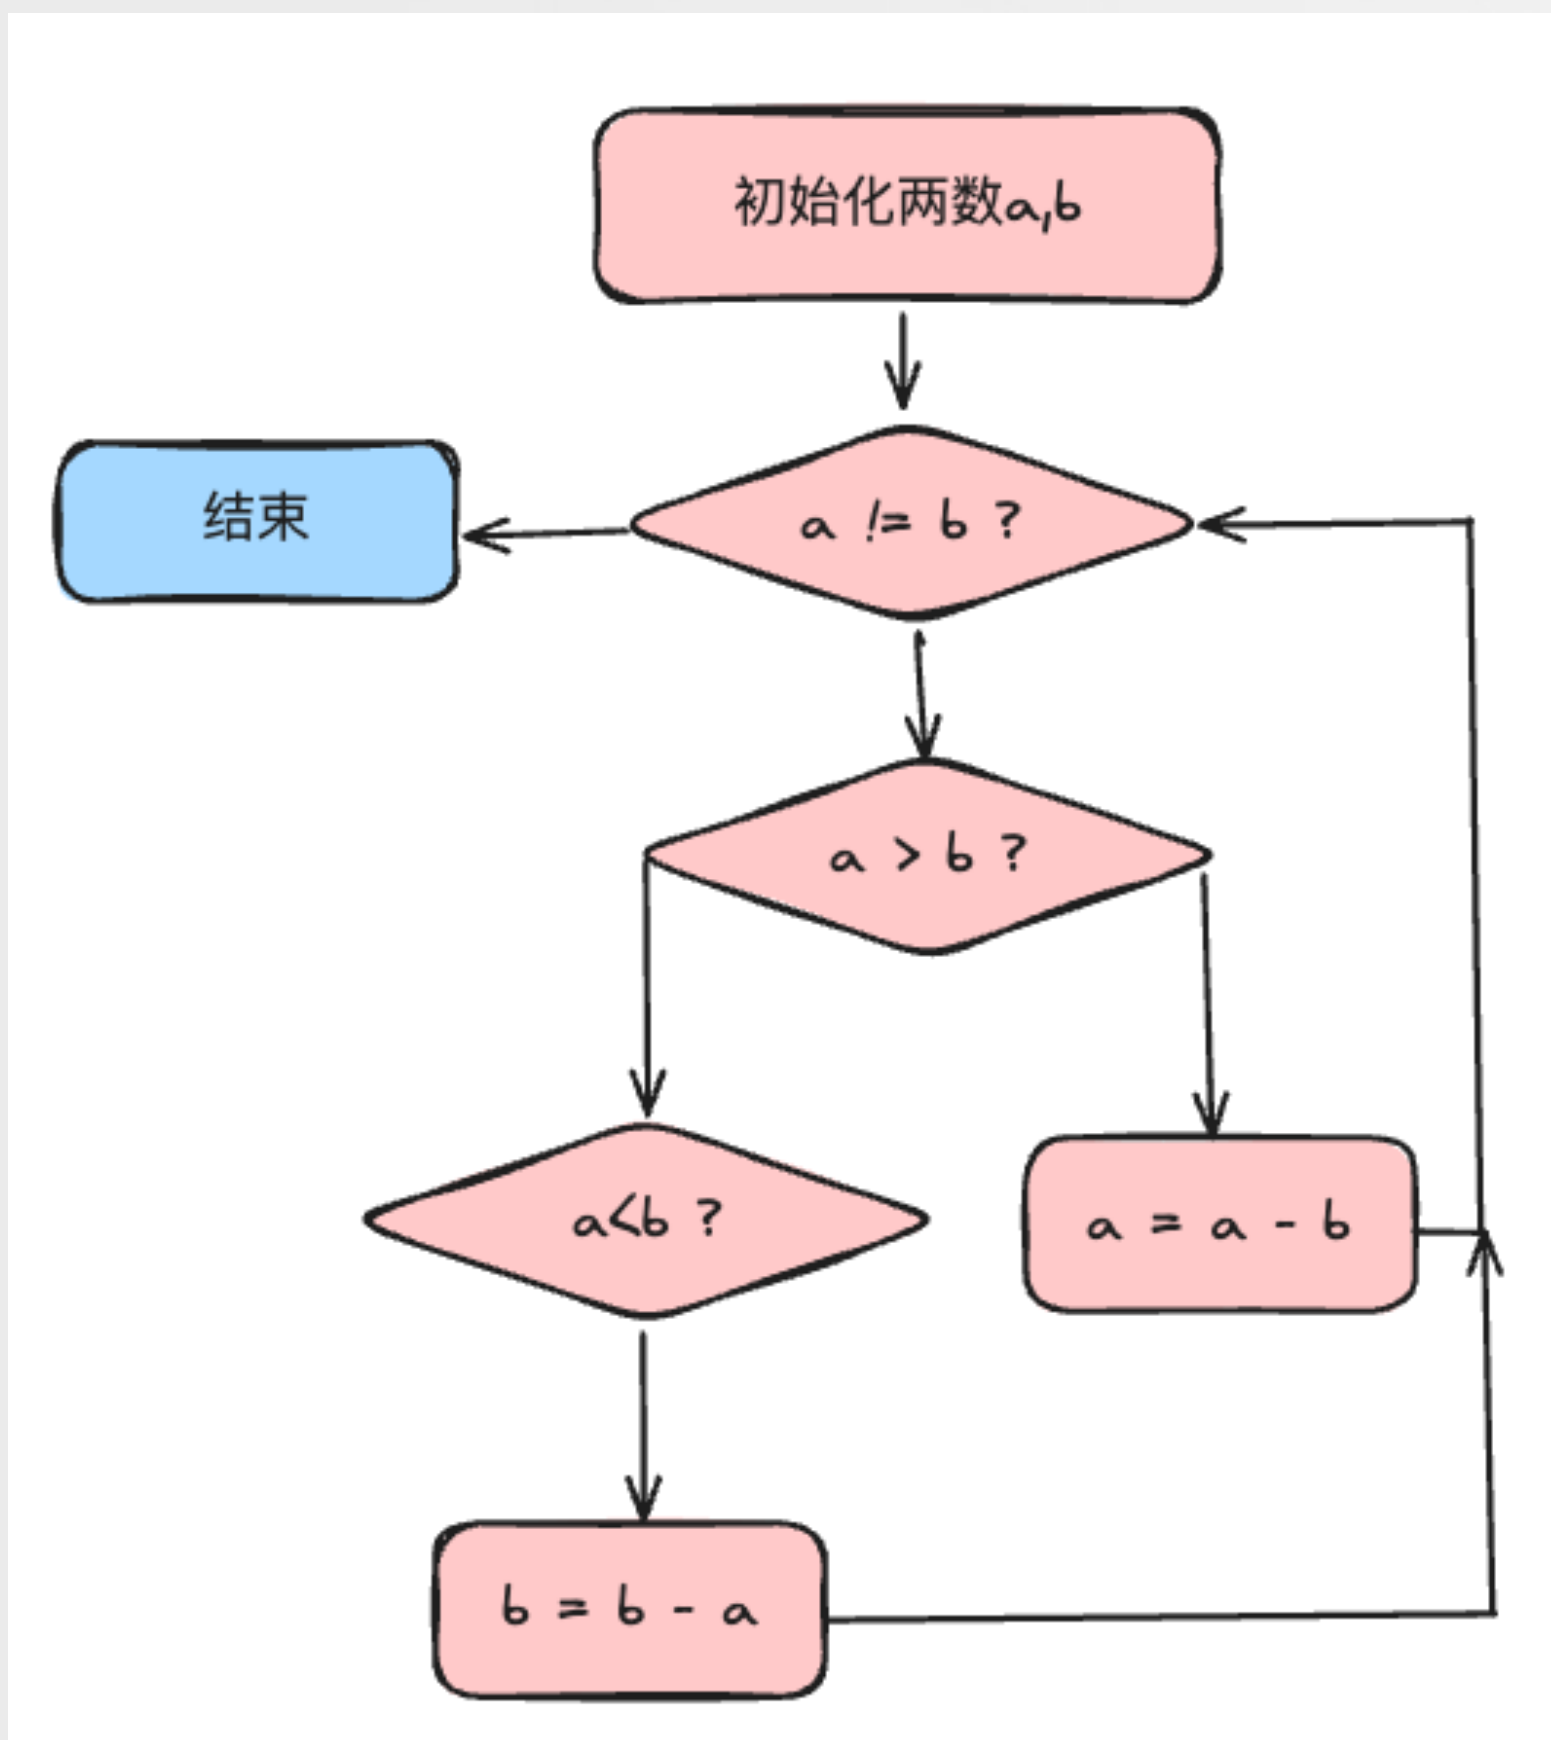 初始化两数a,b
结束
a != b ?
a > b ?
a<b ?
a = a - b
b = b - a